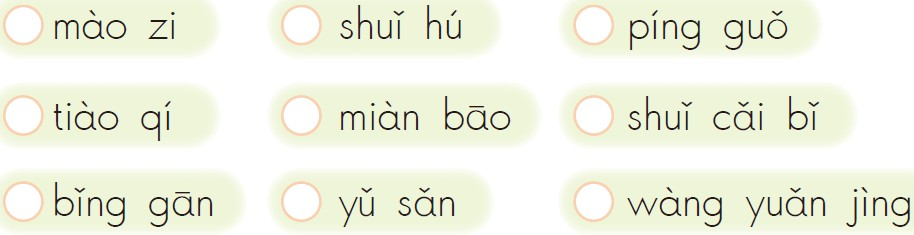 mào zi shuǐ hú píng guǒ
tiào qí miàn bāo shuǐ cǎi bǐ
bǐng gān yǔ sǎn wàng yuǎn jìng